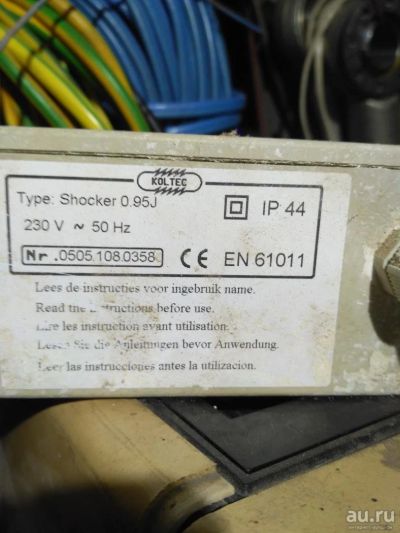 KOLTEC
Type: Shocker 0.95J
IP 44
230 V ~ 50 Hz
Nr .0505.108.0358
CE EN 61011
Lees de instructies voor ingebruik name.
Read the instructions before use.
Lire les instruction avant utilisation.
Lesen Sie die Anleitungen bevor Anwendung.
Leer las instrucciones antes la utilizacion.
au.ru